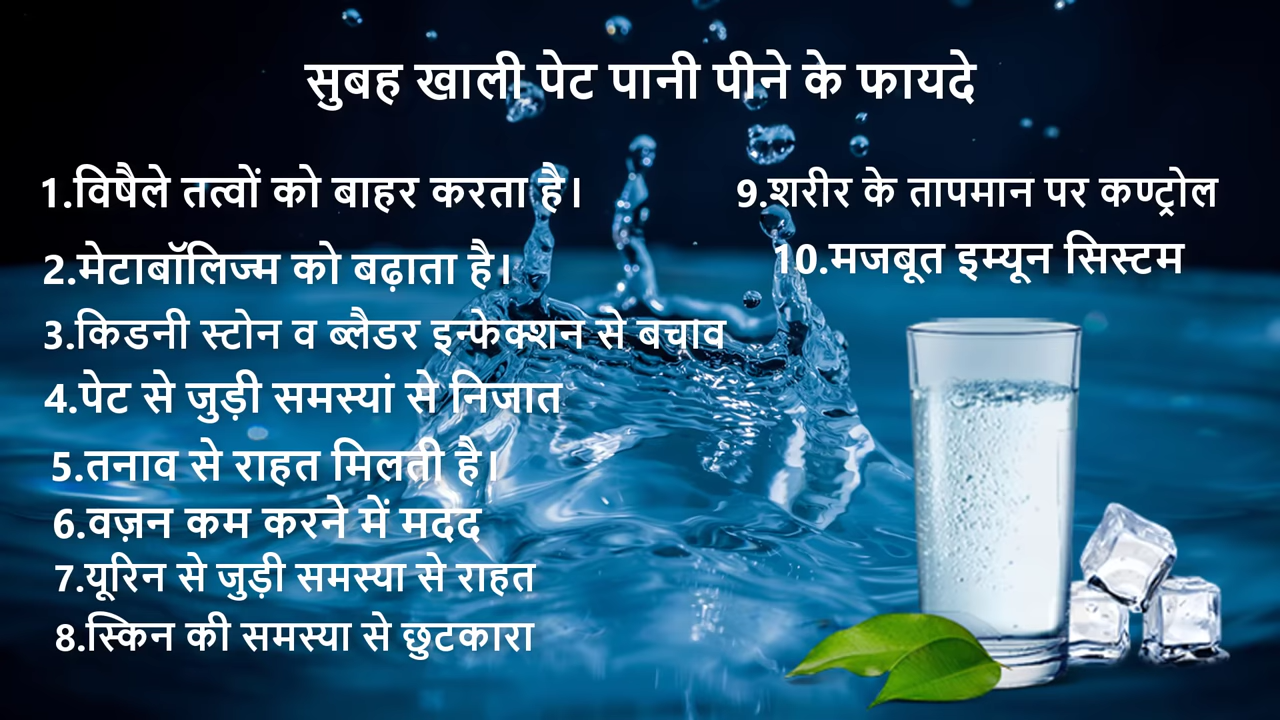 सुबह खाली पेट पानी पीने के फायदे
1.विषैले तत्वों को बाहर करता है।
2.मेटाबॉलिज्म को बढ़ाता है।
3.किडनी स्टोन व ब्लैडर इन्फेक्शन से बचाव
4.पेट से जुड़ी समस्यां से निजात
5.तनाव से राहत मिलती है।
6.वज़न कम करने में मदद
7.यूरिन से जुड़ी समस्या से राहत
8.स्किन की समस्या से छुटकारा
9.शरीर के तापमान पर कण्ट्रोल
10.मजबूत इम्यून सिस्टम